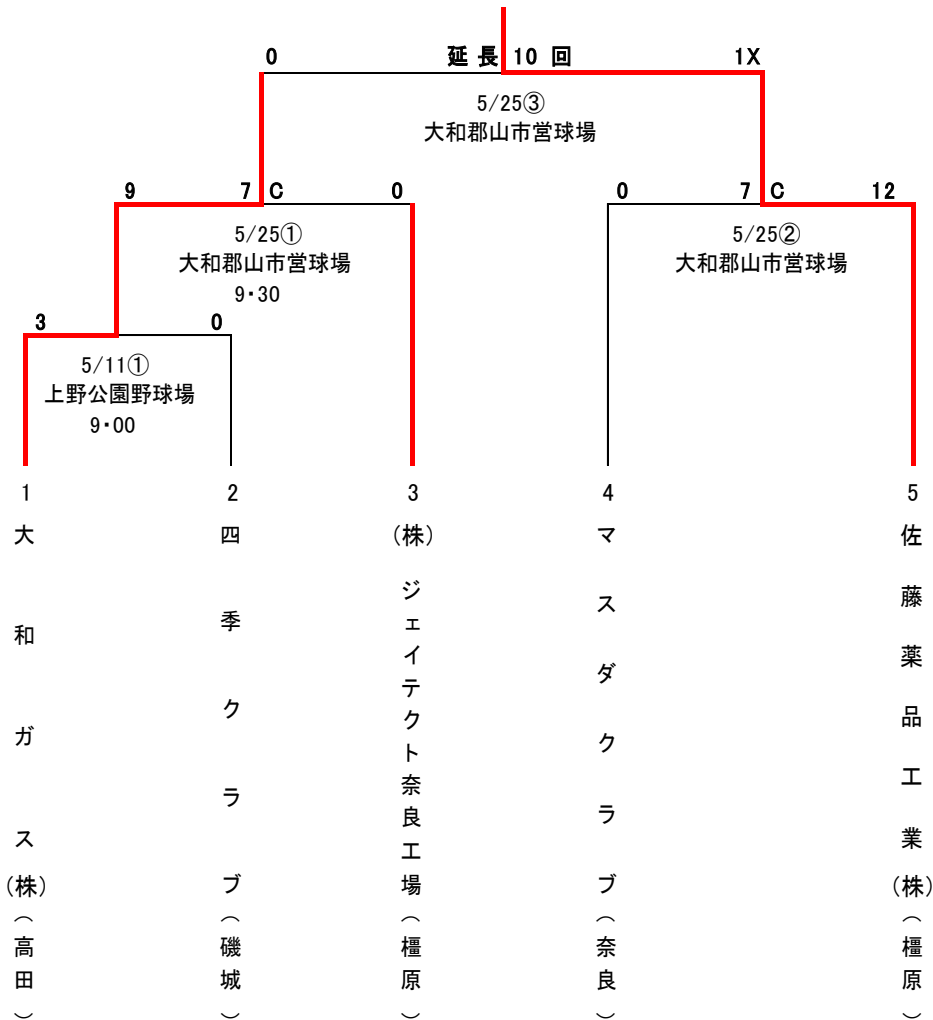 0 延長 10 回 1X
5/25③
大和郡山市営球場
9 7 C 0
0 7 C 12
5/25①
大和郡山市営球場
9・30
5/25②
大和郡山市営球場
3 0
5/11①
上野公園野球場
9・00
1
大和ガス(株)(高田)
2
四季クラブ(磯城)
3
(株)ジェイテクト奈良工場(橿原)
4
マスダクラブ(奈良)
5
佐藤薬品工業(株)(橿原)